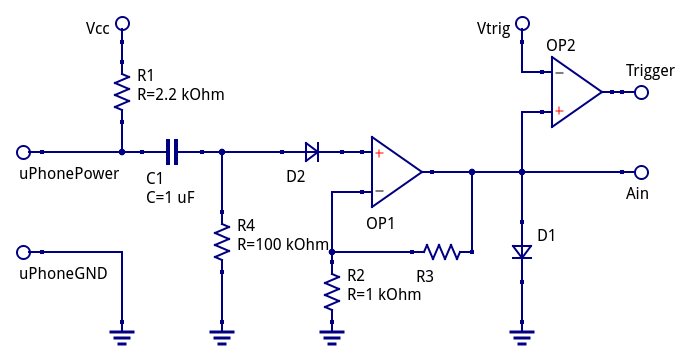 Vcc
Vtrig
OP2
R1
R=2.2 kOhm
Trigger
−
+
uPhonePower
C1
C=1 uF
D2
+
−
OP1
Ain
R4
R=100 kOhm
D1
uPhoneGND
R2
R=1 kOhm
R3